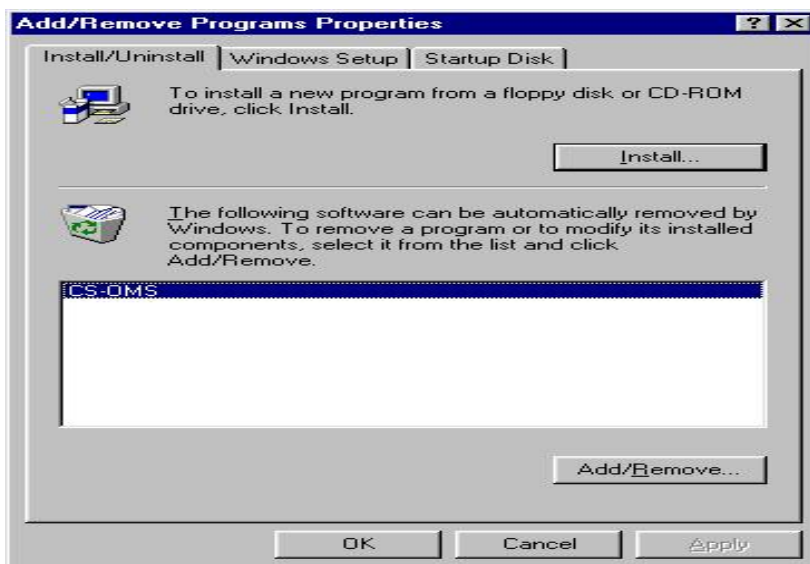 Add/Remove Programs Properties
Install/Uninstall Windows Setup Startup Disk
To install a new program from a floppy disk or CD-ROM
drive, click Install.
Install...
The following software can be automatically removed by
Windows. To remove a program or to modify its installed
components, select it from the list and click
Add/Remove.
CS-OMS
Add/Remove...
OK Cancel Apply